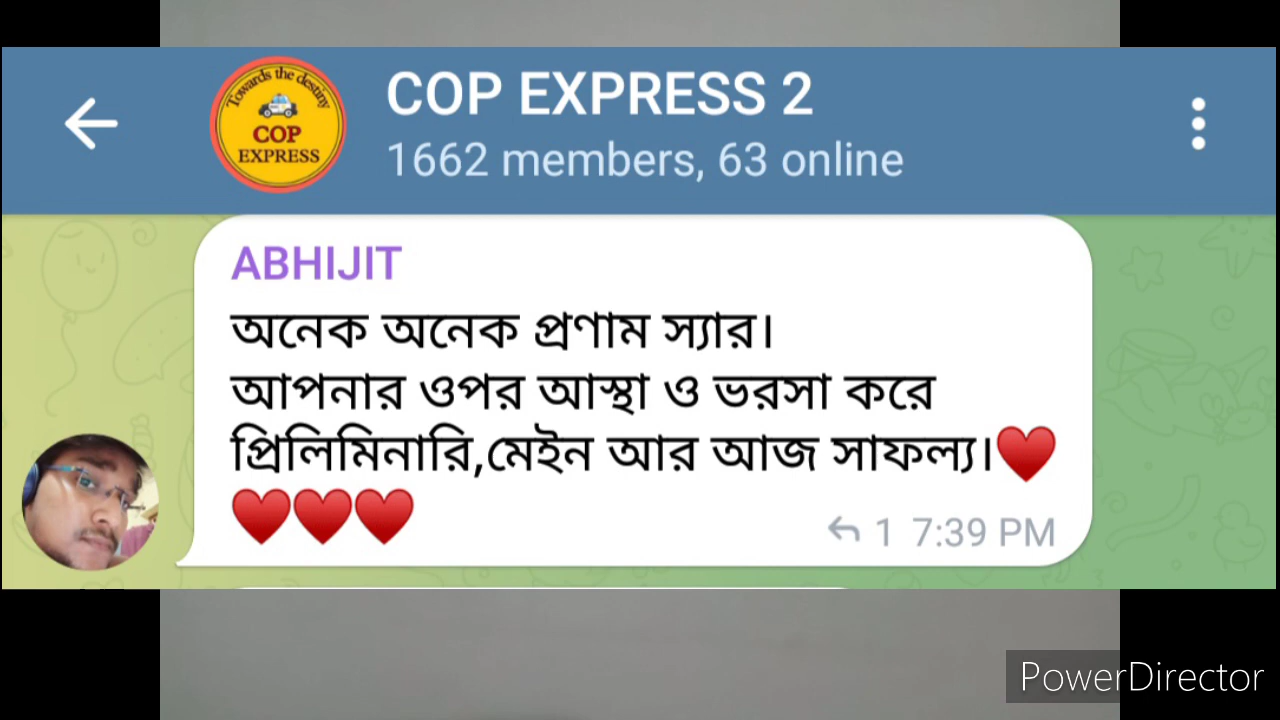 Towards the destiny
COP
EXPRESS
COP EXPRESS 2
1662 members, 63 online
ABHIJIT
অনেক অনেক প্রণাম স্যার।
আপনার ওপর আস্থা ও ভরসা করে
প্রিলিমিনারি,মেইন আর আজ সাফল্য।♥️
♥️♥️♥️
1 7:39 PM
PowerDirector